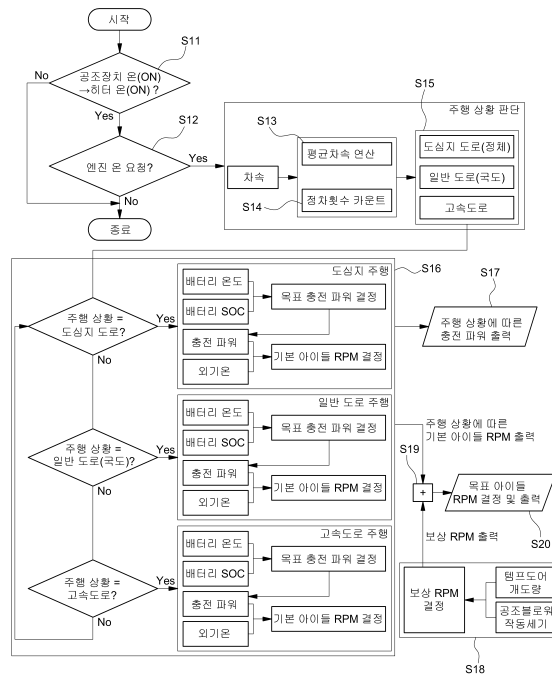 시작
S11
공조장치 온(ON)
→히터 온(ON) ?
No
Yes
S12
엔진 온 요청?
Yes
No
종료
주행 상황 판단
S13
평균차속 연산
차속
S14
정차횟수 카운트
S15
도심지 도로(정체)
일반 도로(국도)
고속도로
S16
도심지 주행
주행 상황 =
도심지 도로?
Yes
No
배터리 온도
배터리 SOC
목표 충전 파워 결정
충전 파워
외기온
기본 아이들 RPM 결정
S17
주행 상황에 따른
충전 파워 출력
일반 도로 주행
주행 상황 =
일반 도로(국도)?
Yes
No
배터리 온도
배터리 SOC
목표 충전 파워 결정
충전 파워
외기온
기본 아이들 RPM 결정
주행 상황에 따른
기본 아이들 RPM 출력
S19
+
목표 아이들
RPM 결정 및 출력
S20
보상 RPM 출력
고속도로 주행
주행 상황 =
고속도로?
Yes
No
배터리 온도
배터리 SOC
목표 충전 파워 결정
충전 파워
외기온
기본 아이들 RPM 결정
보상 RPM
결정
템프도어
개도량
공조블로워
작동세기
S18